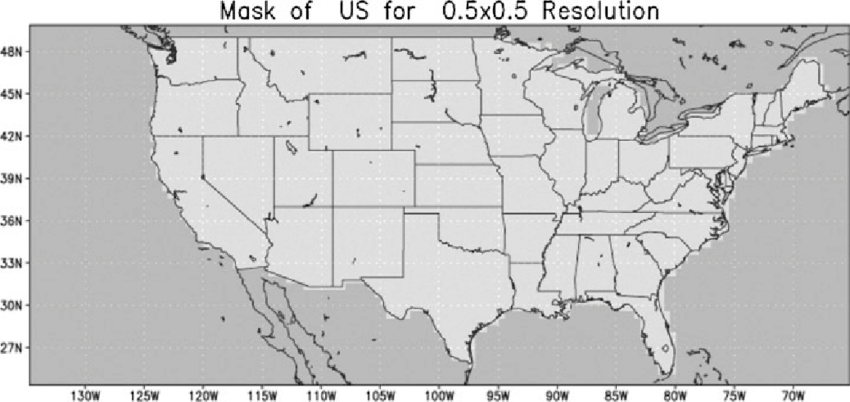 Mask of US for 0.5x0.5 Resolution
48N
45N
42N
39N
36N
33N
30N
27N
130W 125W 120W 115W 110W 105W 100W 95W 90W 85W 80W 75W 70W